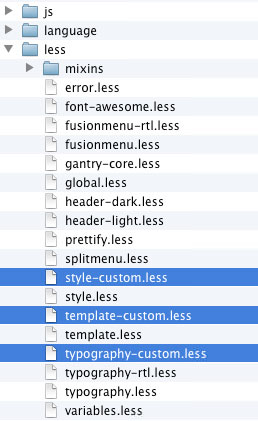 js
language
less
mixins
error.less
font-awesome.less
fusionmenu-rtl.less
fusionmenu.less
gantry-core.less
global.less
header-dark.less
header-light.less
prettify.less
splitmenu.less
style-custom.less
style.less
template-custom.less
template.less
typography-custom.less
typography-rtl.less
typography.less
variables.less